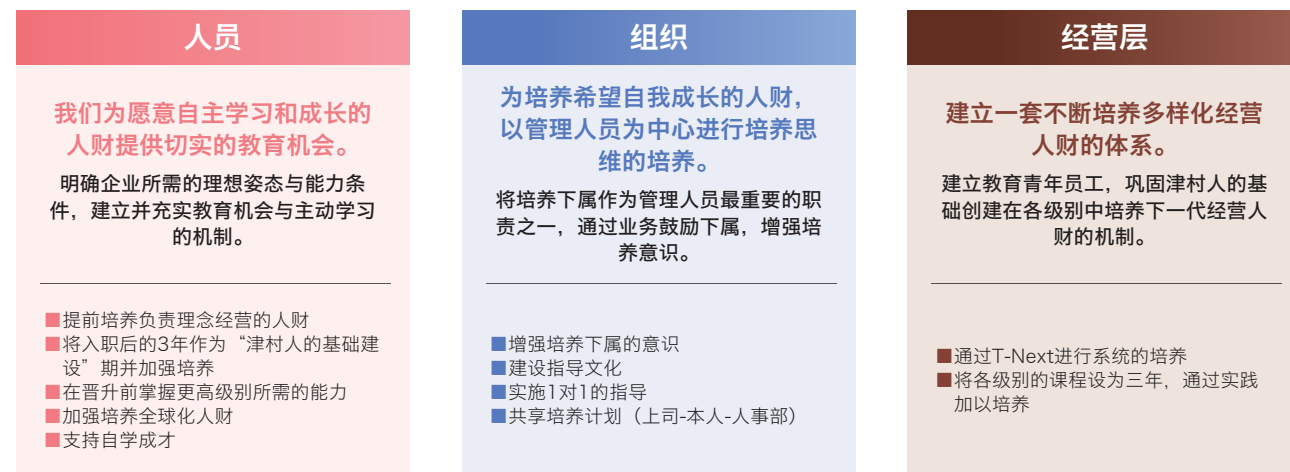 人员
我们为愿意自主学习和成长的
人财提供切实的教育机会。
明确企业所需的理想姿态与能力条
件，建立并充实教育机会与主动学习
的机制。
■提前培养负责理念经营的人财
■将入职后的3年作为“津村人的基础建
设”期并加强培养
■在晋升前掌握更高级别所需的能力
■加强培养全球化人财
■支持自学成才
组织
为培养希望自我成长的人财，
以管理人员为中心进行培养思
维的培养。
将培养下属作为管理人员最重要的职
责之一，通过业务鼓励下属，增强培
养意识。
■增强培养下属的意识
■建设指导文化
■实施1对1的指导
■共享培养计划（上司-本人-人事部）
经营层
建立一套不断培养多样化经营
人财的体系。
建立教育青年员工，巩固津村人的基
础创建在各级别中培养下一代经营人
财的机制。
■通过T-Next进行系统的培养
■将各级别的课程设为三年，通过实践
加以培养